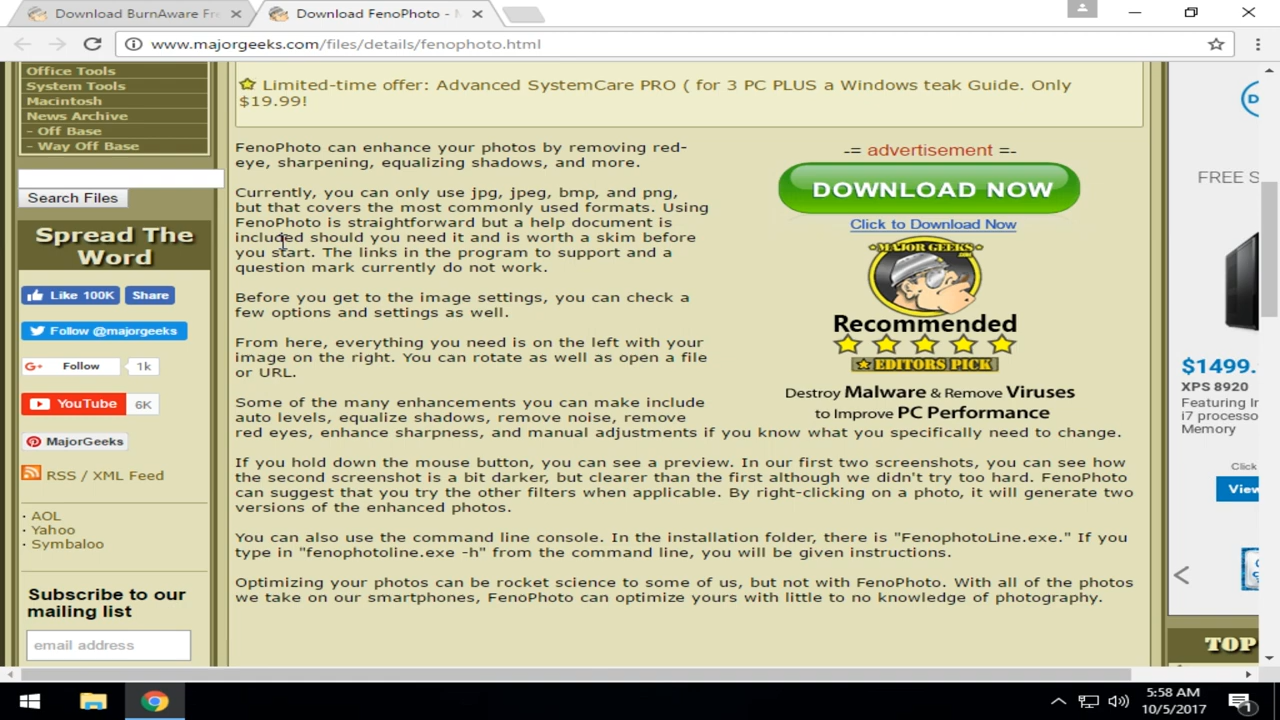 Download BurnAware Fre
Download FenoPhoto - M
www.majorgeeks.com/files/details/fenophoto.html
Office Tools
System Tools
Macintosh
News Archive
- Off Base
- Way Off Base
Search Files
Spread The
Word
Like 100K
Share
Follow @majorgeeks
G+ Follow 1k
YouTube 6K
MajorGeeks
RSS / XML Feed
· AOL
· Yahoo
· Symbaloo
Subscribe to our
mailing list
email address
Limited-time offer: Advanced SystemCare PRO ( for 3 PC PLUS a Windows teak Guide. Only
$19.99!
FenoPhoto can enhance your photos by removing red-
eye, sharpening, equalizing shadows, and more.
Currently, you can only use jpg, jpeg, bmp, and png,
but that covers the most commonly used formats. Using
FenoPhoto is straightforward but a help document is
included should you need it and is worth a skim before
you start. The links in the program to support and a
question mark currently do not work.
Before you get to the image settings, you can check a
few options and settings as well.
From here, everything you need is on the left with your
image on the right. You can rotate as well as open a file
or URL.
Some of the many enhancements you can make include
auto levels, equalize shadows, remove noise, remove
red eyes, enhance sharpness, and manual adjustments if you know what you specifically need to change.
If you hold down the mouse button, you can see a preview. In our first two screenshots, you can see how
the second screenshot is a bit darker, but clearer than the first although we didn't try too hard. FenoPhoto
can suggest that you try the other filters when applicable. By right-clicking on a photo, it will generate two
versions of the enhanced photos.
You can also use the command line console. In the installation folder, there is "FenophotoLine.exe." If you
type in "fenophotoline.exe -h" from the command line, you will be given instructions.
Optimizing your photos can be rocket science to some of us, but not with FenoPhoto. With all of the photos
we take on our smartphones, FenoPhoto can optimize yours with little to no knowledge of photography.
-= advertisement =-
DOWNLOAD NOW
Click to Download Now
MAJOR GEEKS
Recommended
EDITORS PICK
Destroy Malware & Remove Viruses
to Improve PC Performance
D
FREE S
$1499.
XPS 8920
Featuring In
i7 processo
Memory
Click
View
TOP
5:58 AM
10/5/2017
1